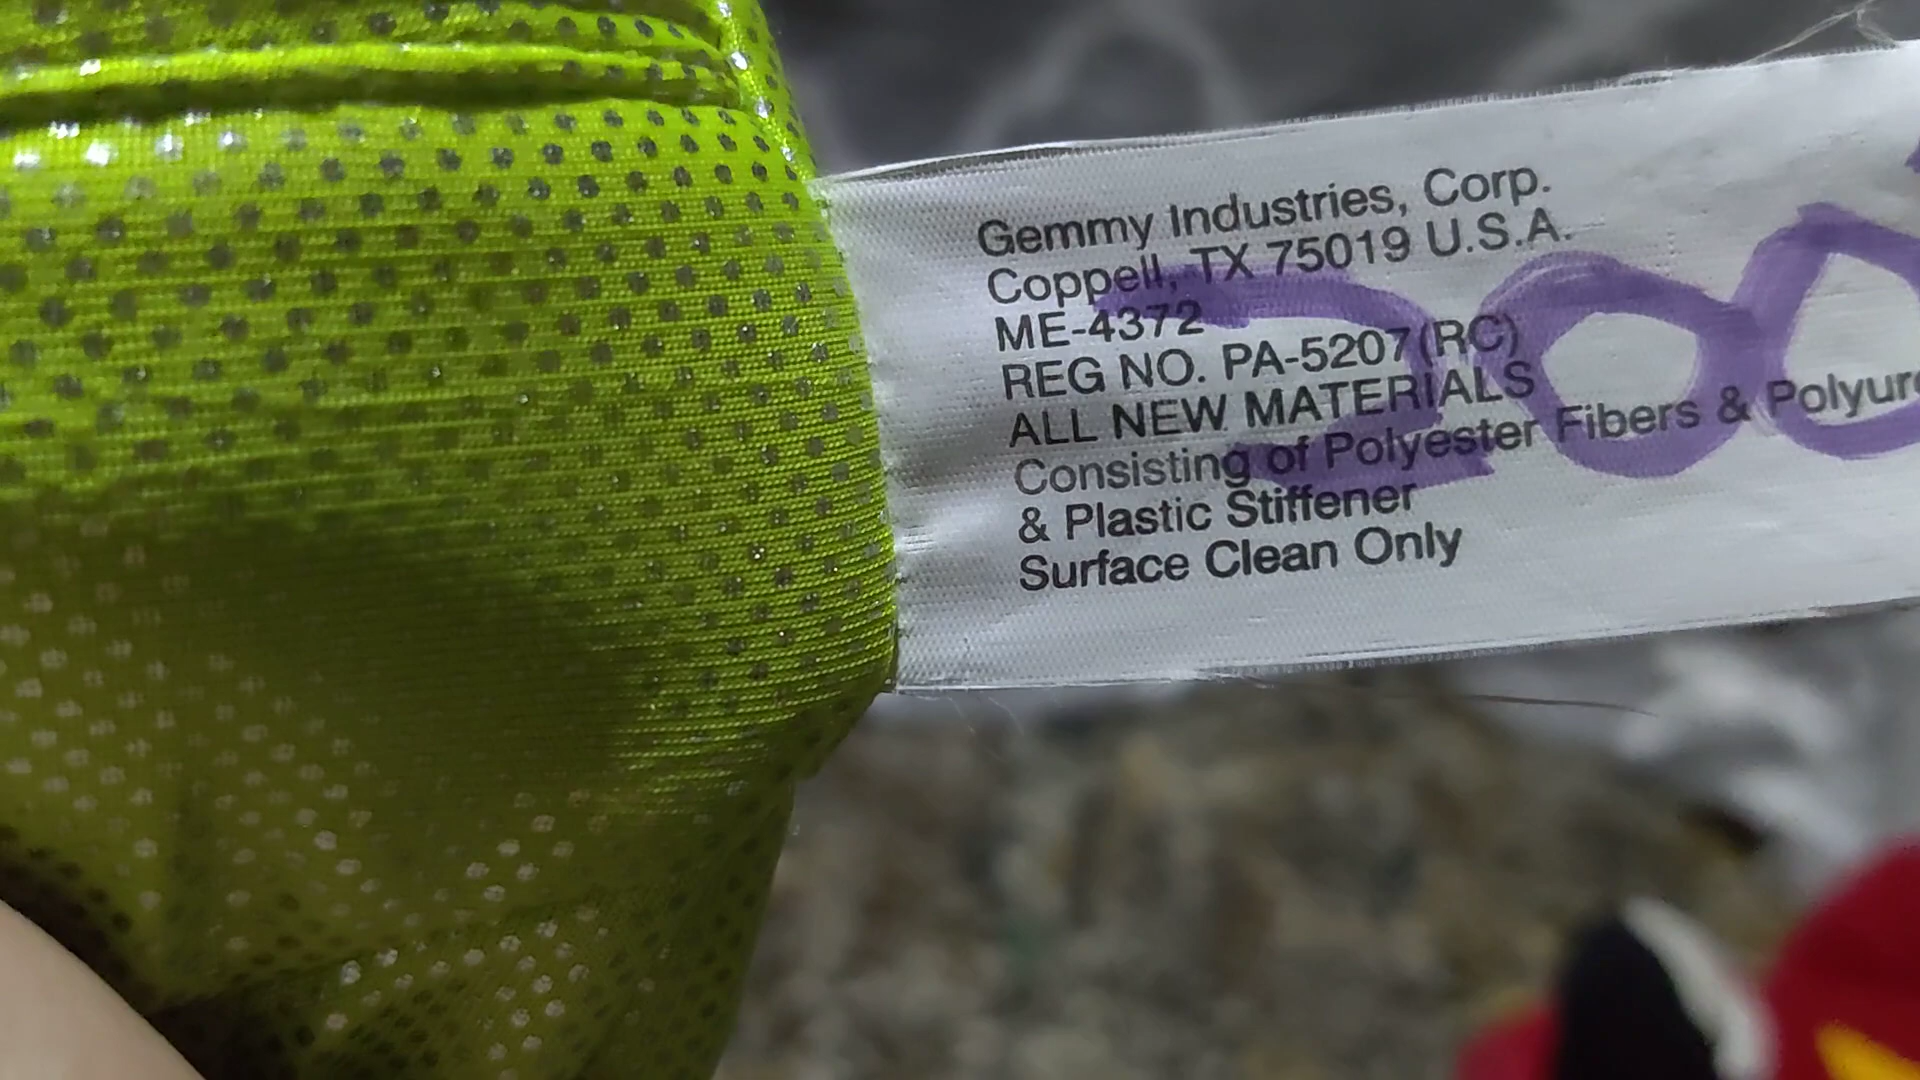 Gemmy Industries, Corp.
Coppell, TX 75019 U.S.A.
ME-4372
REG NO. PA-5207(RC)
ALL NEW MATERIALS
Consisting of Polyester Fibers &
& Plastic Stiffener
Surface Clean Only